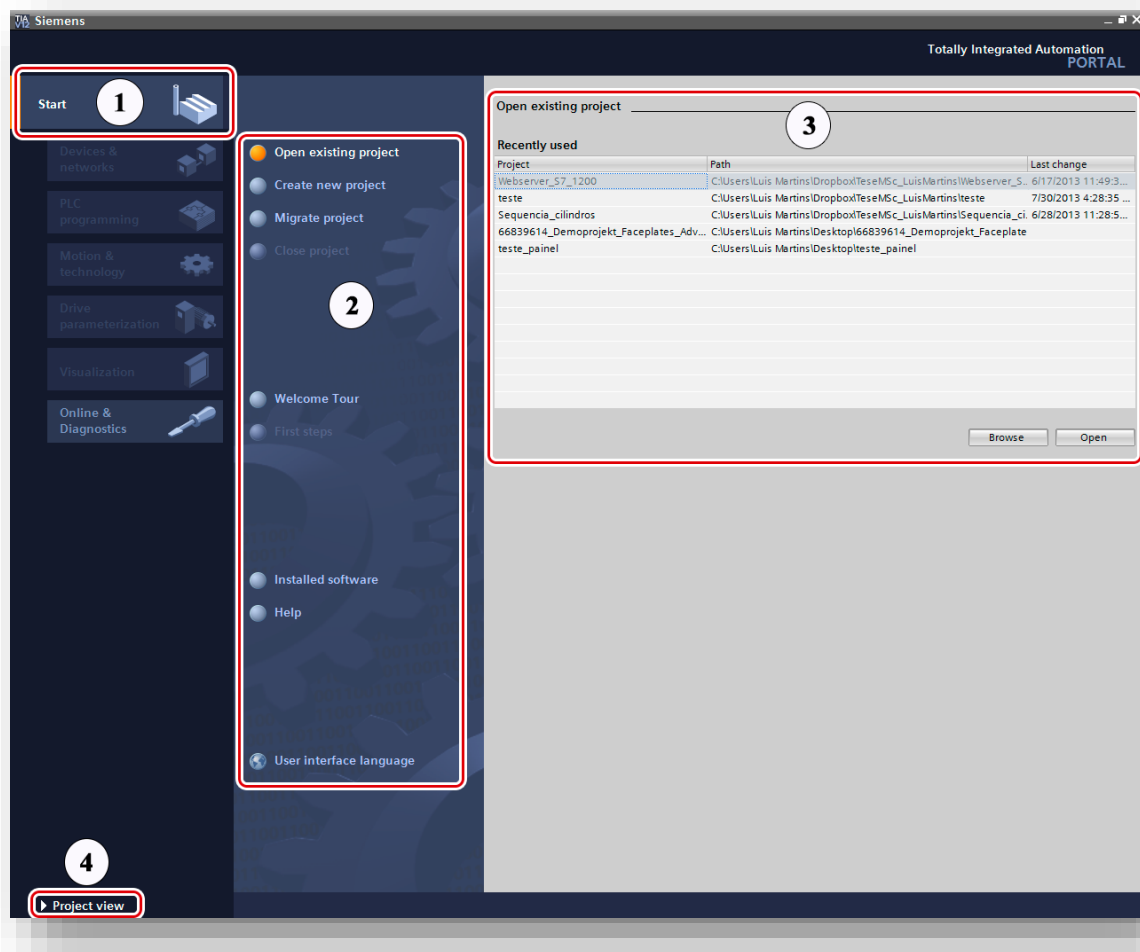 TIA V12 Siemens
Totally Integrated Automation
PORTAL
Start
1
Devices &
networks
PLC
programming
Motion &
technology
Drive
parameterization
Visualization
Online &
Diagnostics
Open existing project
Create new project
Migrate project
Close project
2
Welcome Tour
First steps
Installed software
Help
User interface language
Open existing project
3
Recently used
Project Path Last change
Webserver_S7_1200 C:\Users\Luis Martins\Dropbox\TeseMSc_LuisMartins\Webserver_S.. 6/17/2013 11:49:3...
teste C:\Users\Luis Martins\Dropbox\TeseMSc_LuisMartins\teste 7/30/2013 4:28:35 ...
Sequencia_cilindros C:\Users\Luis Martins\Dropbox\TeseMSc_LuisMartins\Sequencia_ci. 6/28/2013 11:28:5...
66839614_Demoprojekt_Faceplates_Adv... C:\Users\Luis Martins\Desktop\66839614_Demoprojekt_Faceplate
teste_painel C:\Users\Luis Martins\Desktop\teste_painel
Browse Open
4
Project view